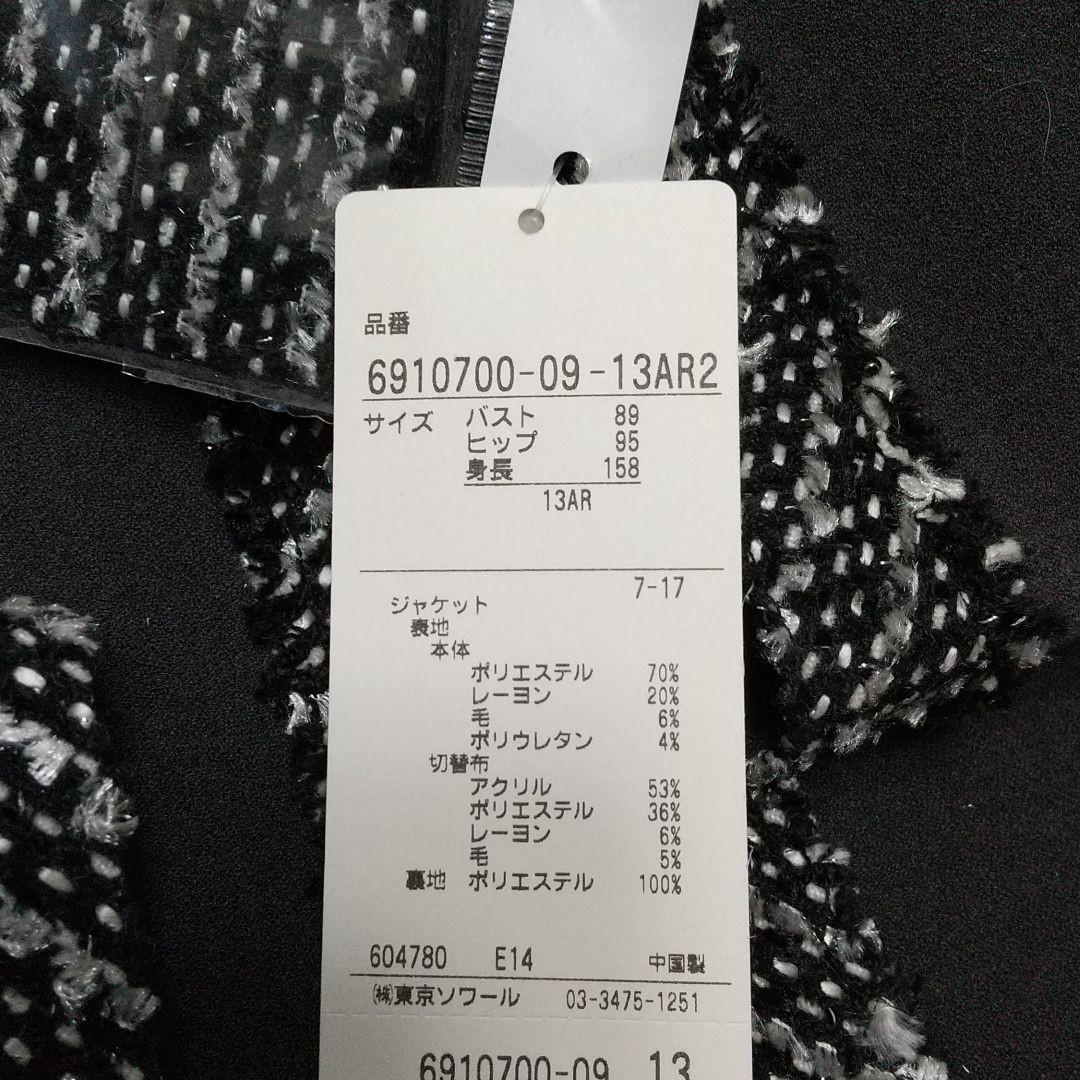 品番
6910700-09-13AR2
サイズ バスト 89
ヒップ 95
身長 158
13AR
7-17
ジャケット
表地
本体
ポリエステル 70%
レーヨン 20%
毛 6%
ポリウレタン 4%
切替布
アクリル 53%
ポリエステル 36%
レーヨン 6%
毛 5%
裏地 ポリエステル 100%
604780 E14 中国製
㈱東京ソワール 03-3475-1251
6910700-09 13